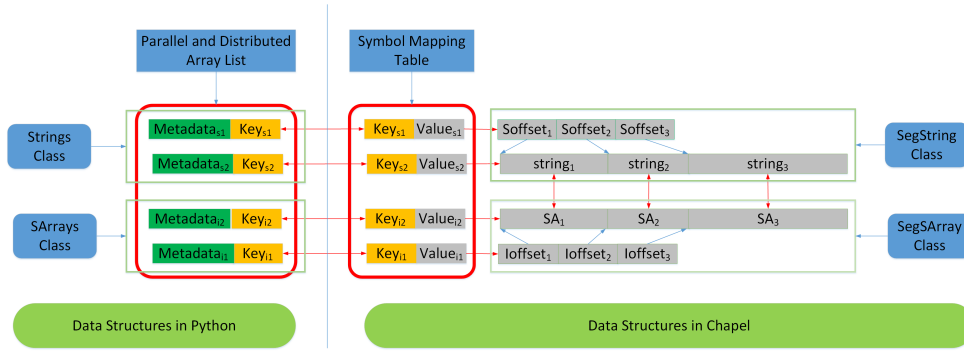 Parallel and Distributed
Array List
Symbol Mapping
Table
Strings
Class
Metadatas1 Keys1
Keys1 Values1
Soffset1 Soffset2 Soffset3
SegString
Class
Metadatas2 Keys2
Keys2 Values2
string1 string2 string3
SArrays
Class
Metadatai2 Keyi2
Keyi2 Valuei2
SA1 SA2 SA3
SegSArray
Class
Metadatai1 Keyi1
Keyi1 Valuei1
Ioffset1 Ioffset2 Ioffset3
Data Structures in Python
Data Structures in Chapel